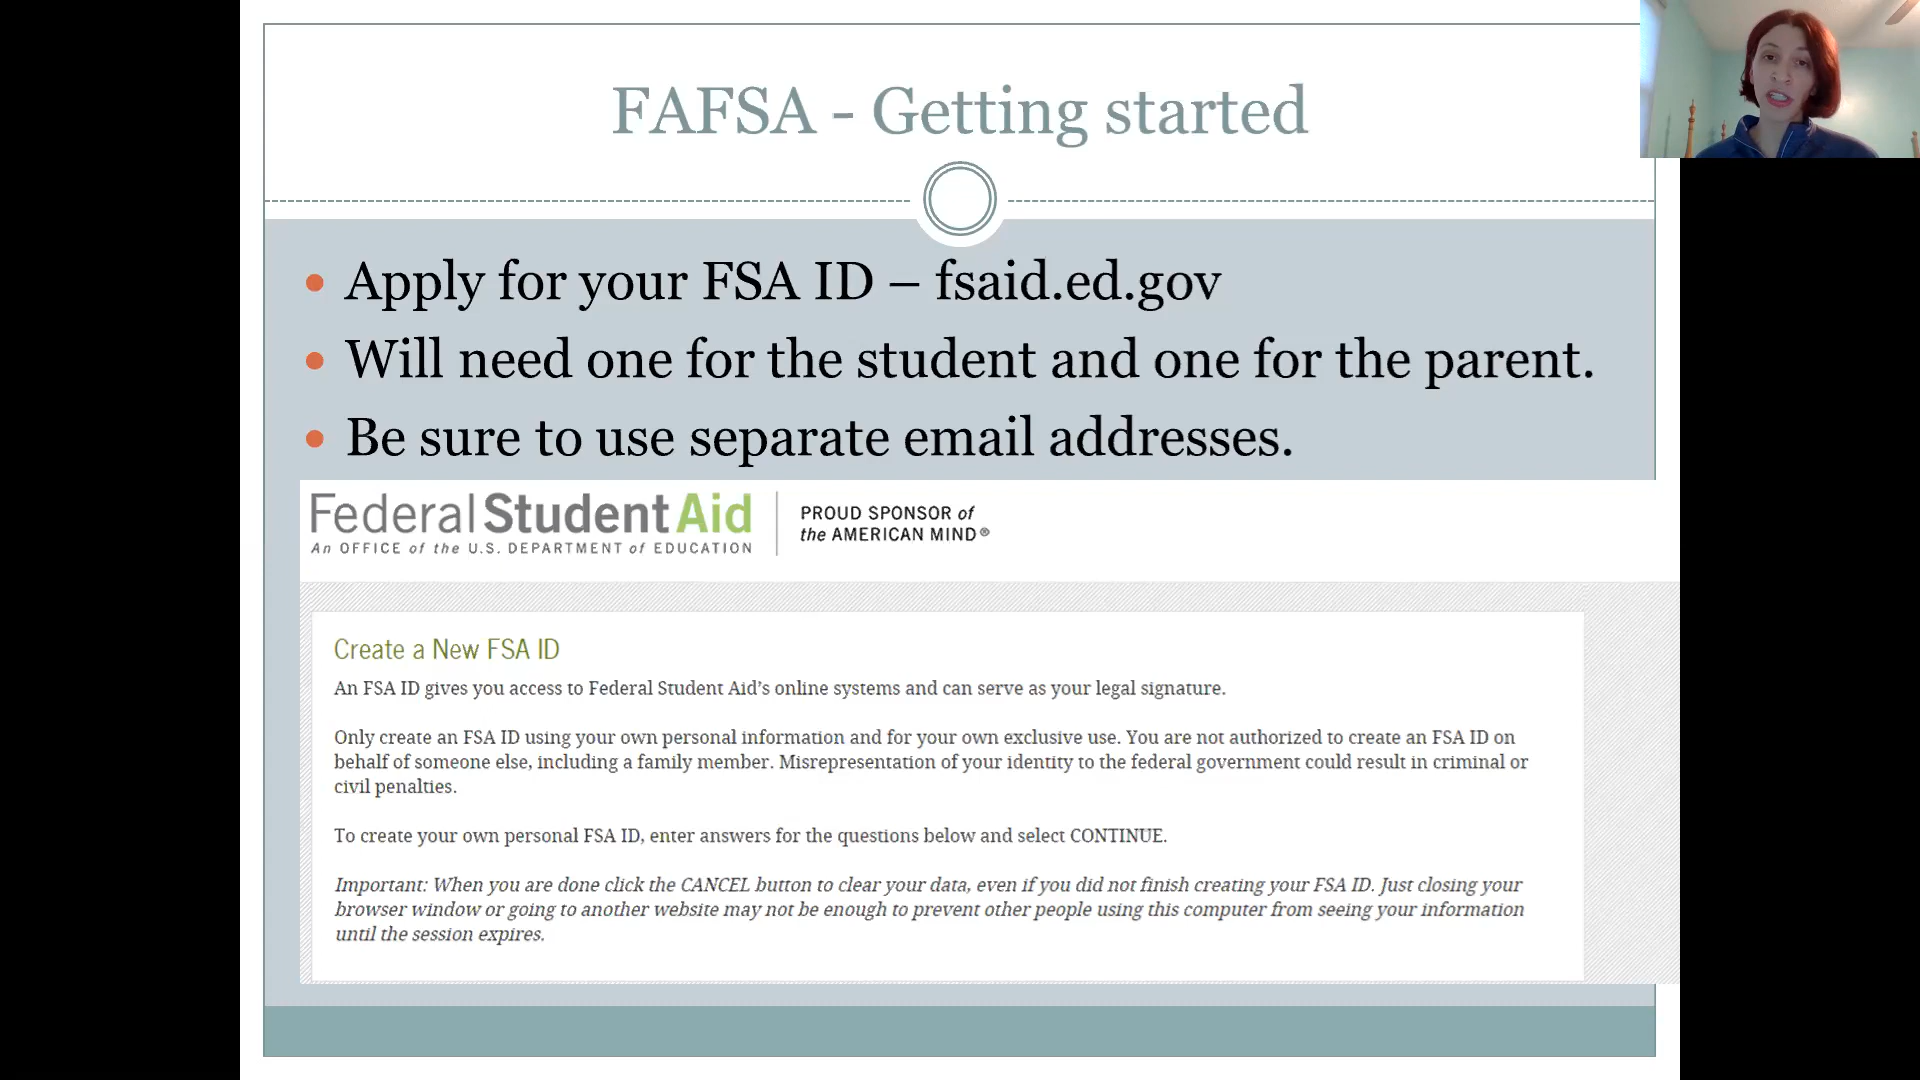 FAFSA - Getting started
• Apply for your FSA ID – fsaid.ed.gov
• Will need one for the student and one for the parent.
• Be sure to use separate email addresses.
Federal Student Aid
An OFFICE of the U.S. DEPARTMENT of EDUCATION
PROUD SPONSOR of
the AMERICAN MIND®
Create a New FSA ID
An FSA ID gives you access to Federal Student Aid’s online systems and can serve as your legal signature.
Only create an FSA ID using your own personal information and for your own exclusive use. You are not authorized to create an FSA ID on
behalf of someone else, including a family member. Misrepresentation of your identity to the federal government could result in criminal or
civil penalties.
To create your own personal FSA ID, enter answers for the questions below and select CONTINUE.
Important: When you are done click the CANCEL button to clear your data, even if you did not finish creating your FSA ID. Just closing your
browser window or going to another website may not be enough to prevent other people using this computer from seeing your information
until the session expires.